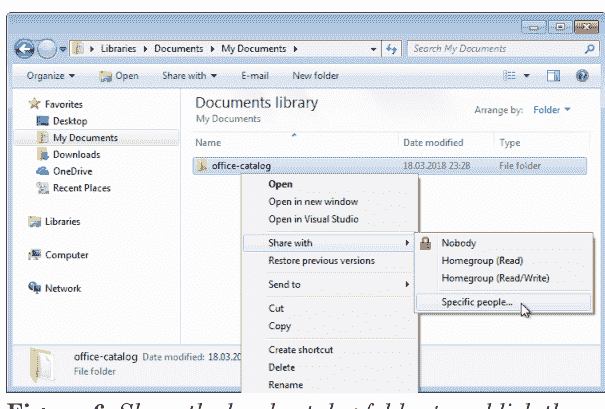 Libraries ▸ Documents ▸ My Documents ▸
Search My Documents
Organize
Open
Share with
E-mail
New folder
Favorites
Desktop
My Documents
Downloads
OneDrive
Recent Places
Libraries
Computer
Network
Documents library
My Documents
Arrange by: Folder
Name
Date modified
Type
office-catalog
18.03.2018 23:28
File folder
Open
Open in new window
Open in Visual Studio
Share with
Restore previous versions
Send to
Cut
Copy
Create shortcut
Delete
Rename
Nobody
Homegroup (Read)
Homegroup (Read/Write)
Specific people...
office-catalog Date modified: 18.03.20
File folder